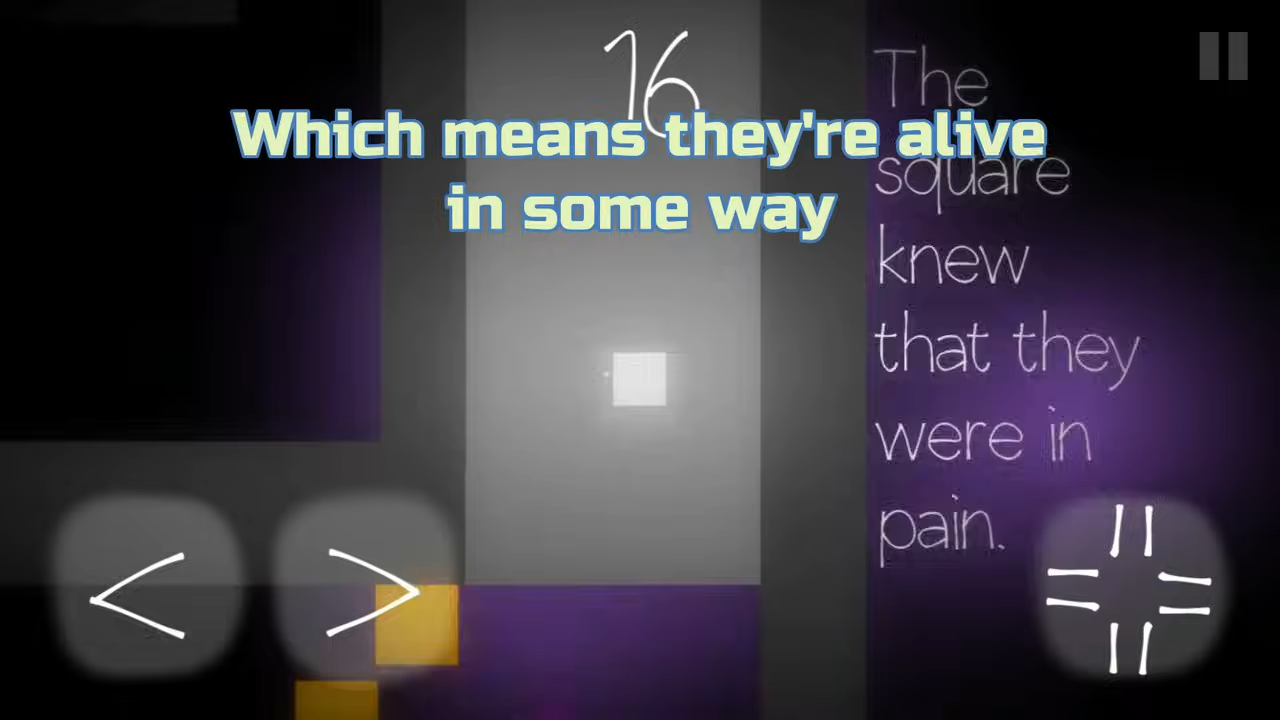 16
Which means they're alive
in some way
The
square
knew
that they
were in
pain.